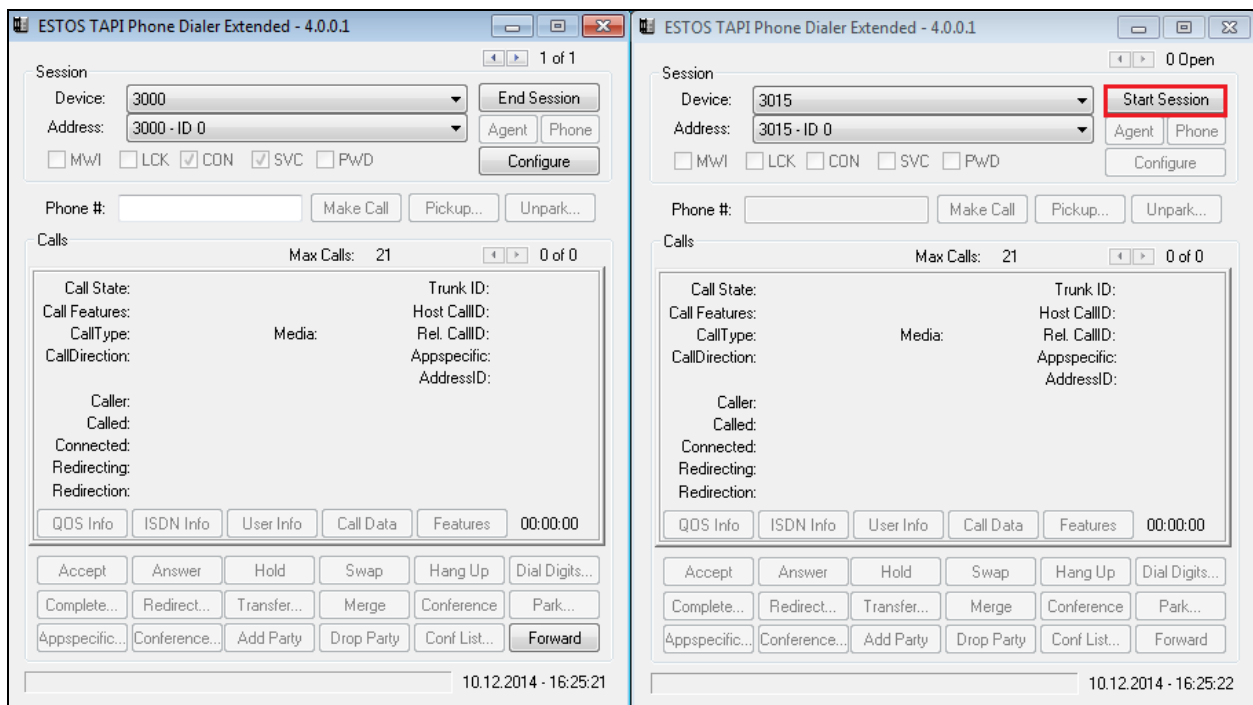 ESTOS TAPI Phone Dialer Extended - 4.0.0.1
1 of 1
Session
Device: 3000 End Session
Address: 3000 - ID 0 Agent Phone
MWI LCK CON SVC PWD Configure
Phone #: Make Call Pickup... Unpark...
Calls
Max Calls: 21 0 of 0
Call State: Trunk ID:
Call Features: Host CallID:
CallType: Media: Rel. CallID:
CallDirection: Appspecific:
AddressID:
Caller:
Called:
Connected:
Redirecting:
Redirection:
QOS Info ISDN Info User Info Call Data Features 00:00:00
Accept Answer Hold Swap Hang Up Dial Digits...
Complete... Redirect... Transfer... Merge Conference Park...
Appspecific... Conference... Add Party Drop Party Conf List... Forward
10.12.2014 - 16:25:21
ESTOS TAPI Phone Dialer Extended - 4.0.0.1
0 Open
Session
Device: 3015 Start Session
Address: 3015 - ID 0 Agent Phone
MWI LCK CON SVC PWD Configure
Phone #: Make Call Pickup... Unpark...
Calls
Max Calls: 21 0 of 0
Call State: Trunk ID:
Call Features: Host CallID:
CallType: Media: Rel. CallID:
CallDirection: Appspecific:
AddressID:
Caller:
Called:
Connected:
Redirecting:
Redirection:
QOS Info ISDN Info User Info Call Data Features 00:00:00
Accept Answer Hold Swap Hang Up Dial Digits...
Complete... Redirect... Transfer... Merge Conference Park...
Appspecific... Conference... Add Party Drop Party Conf List... Forward
10.12.2014 - 16:25:22